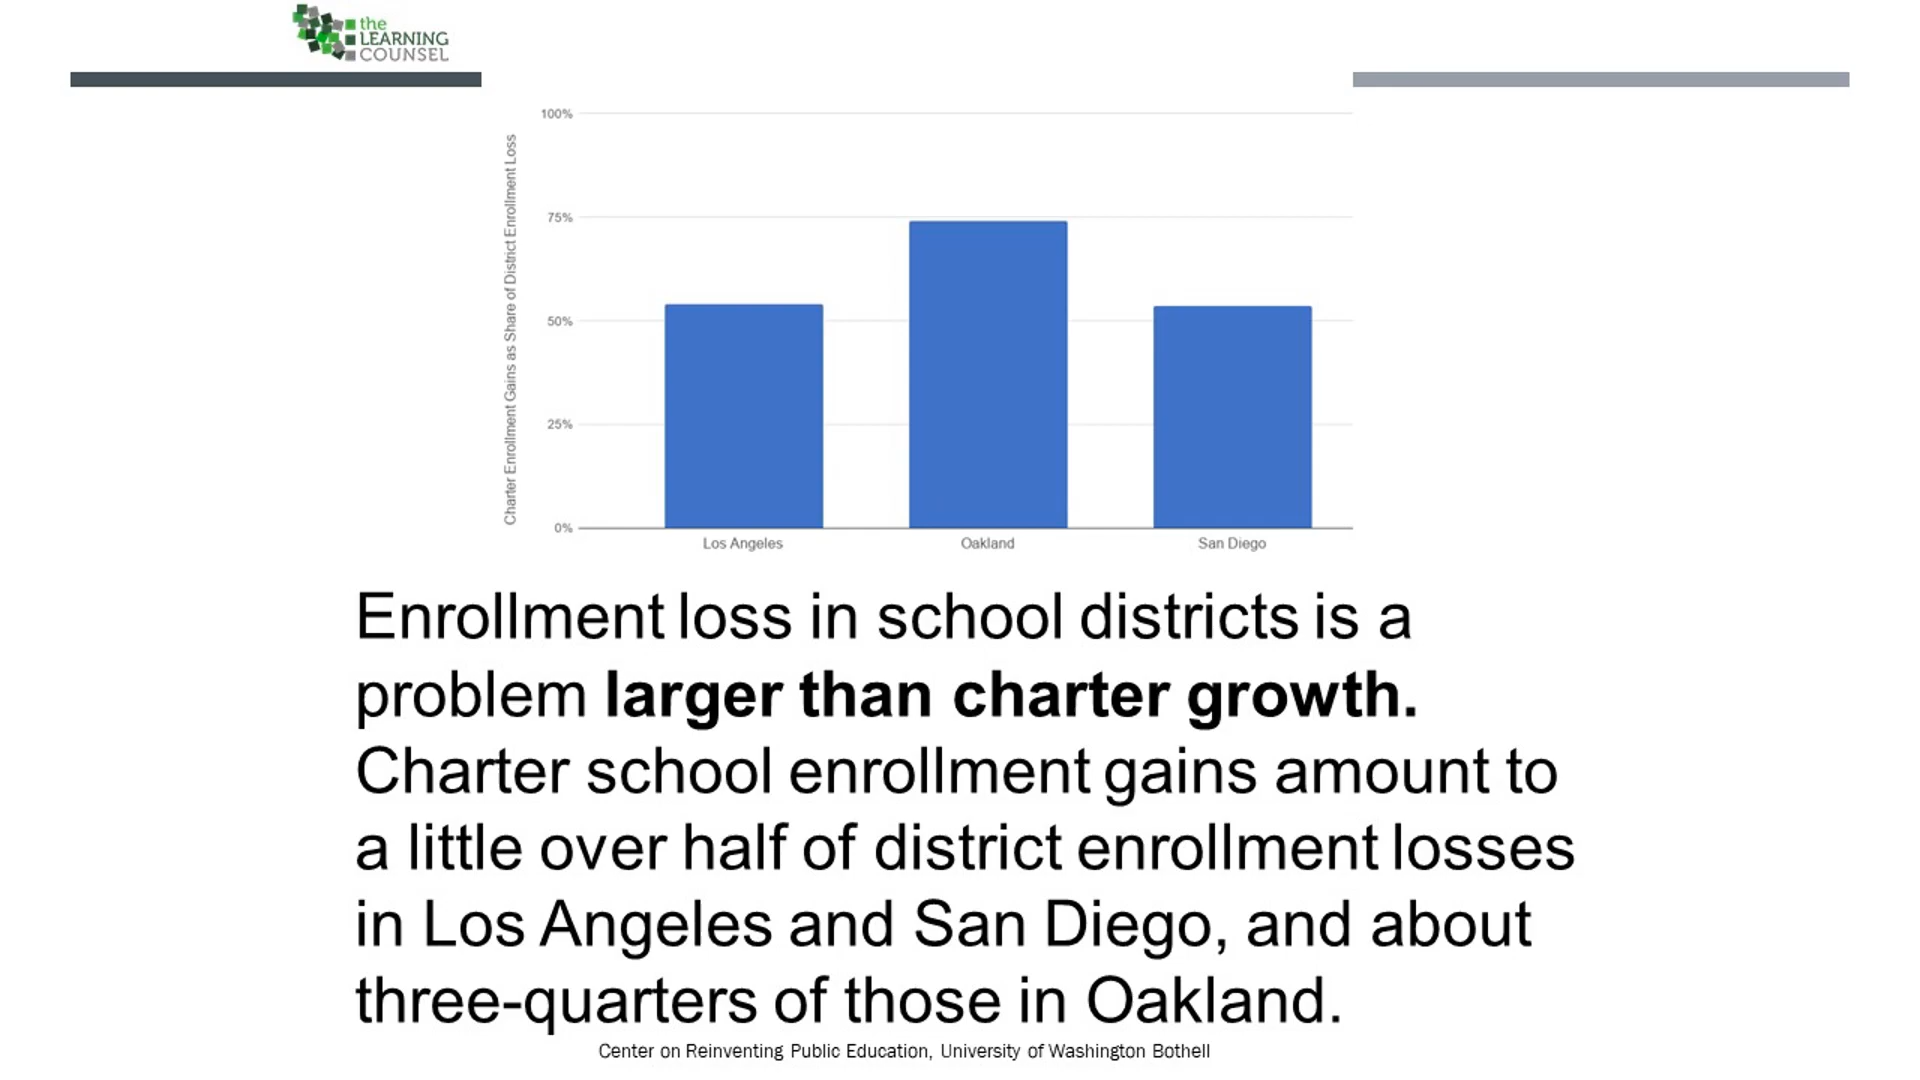 the
LEARNING
COUNSEL
Charter Enrollment Gains as Share of District Enrollment Loss
100%
75%
50%
25%
0%
Los Angeles
Oakland
San Diego
Enrollment loss in school districts is a
problem larger than charter growth.
Charter school enrollment gains amount to
a little over half of district enrollment losses
in Los Angeles and San Diego, and about
three-quarters of those in Oakland.
Center on Reinventing Public Education, University of Washington Bothell